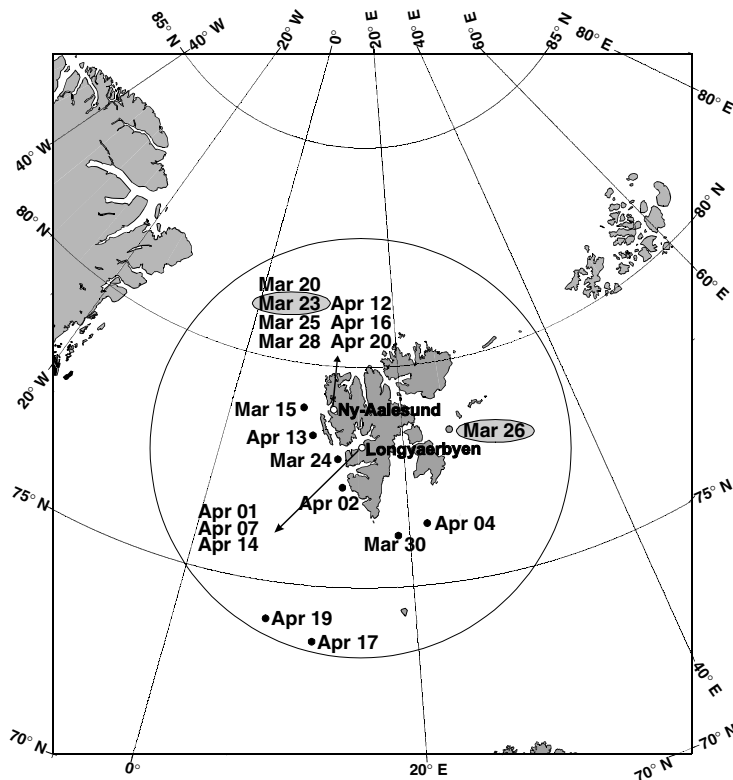 85° N
40° W
20° W
0°
20° E
40° E
60° E
85° N
80° E
80° E
40° W
80° N
80° N
60° E
Mar 20
Mar 23 Apr 12
Mar 25 Apr 16
Mar 28 Apr 20
20° W
Mar 15
Ny-Aalesund
Apr 13
Mar 26
Mar 24
Longyaerbyen
75° N
75° N
Apr 02
Apr 01
Apr 07
Apr 14
Apr 04
Mar 30
Apr 19
Apr 17
40° E
70° N
70° N
0°
20° E
70° N